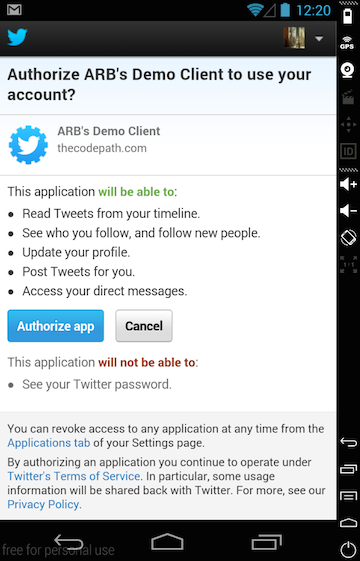 12:20
GPS
Authorize ARB's Demo Client to use your
account?
ARB's Demo Client
thecodepath.com
ID
This application will be able to:
Read Tweets from your timeline.
See who you follow, and follow new people.
Update your profile.
Post Tweets for you.
Access your direct messages.
1/1
Authorize app
Cancel
This application will not be able to:
See your Twitter password.
You can revoke access to any application at any time from the
Applications tab of your Settings page.
By authorizing an application you continue to operate under
Twitter's Terms of Service. In particular, some usage
information will be shared back with Twitter. For more, see our
Privacy Policy.
free for personal use